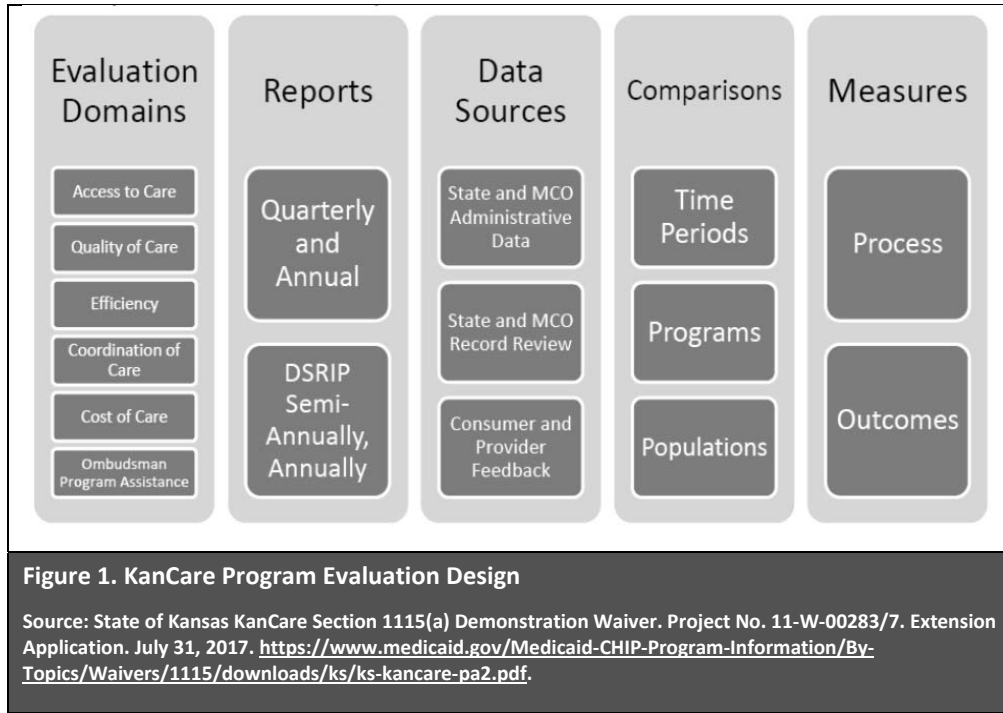 Evaluation
Domains
Access to Care
Quality of Care
Efficiency
Coordination of
Care
Cost of Care
Ombudsman
Program Assistance
Reports
Quarterly
and
Annual
DSRIP
Semi-
Annually,
Annually
Data
Sources
State and MCO
Administrative
Data
State and MCO
Record Review
Consumer and
Provider
Feedback
Comparisons
Time
Periods
Programs
Populations
Measures
Process
Outcomes
Figure 1. KanCare Program Evaluation Design
Source: State of Kansas KanCare Section 1115(a) Demonstration Waiver. Project No. 11-W-00283/7. Extension
Application. July 31, 2017. https://www.medicaid.gov/Medicaid-CHIP-Program-Information/By-
Topics/Waivers/1115/downloads/ks/ks-kancare-pa2.pdf.